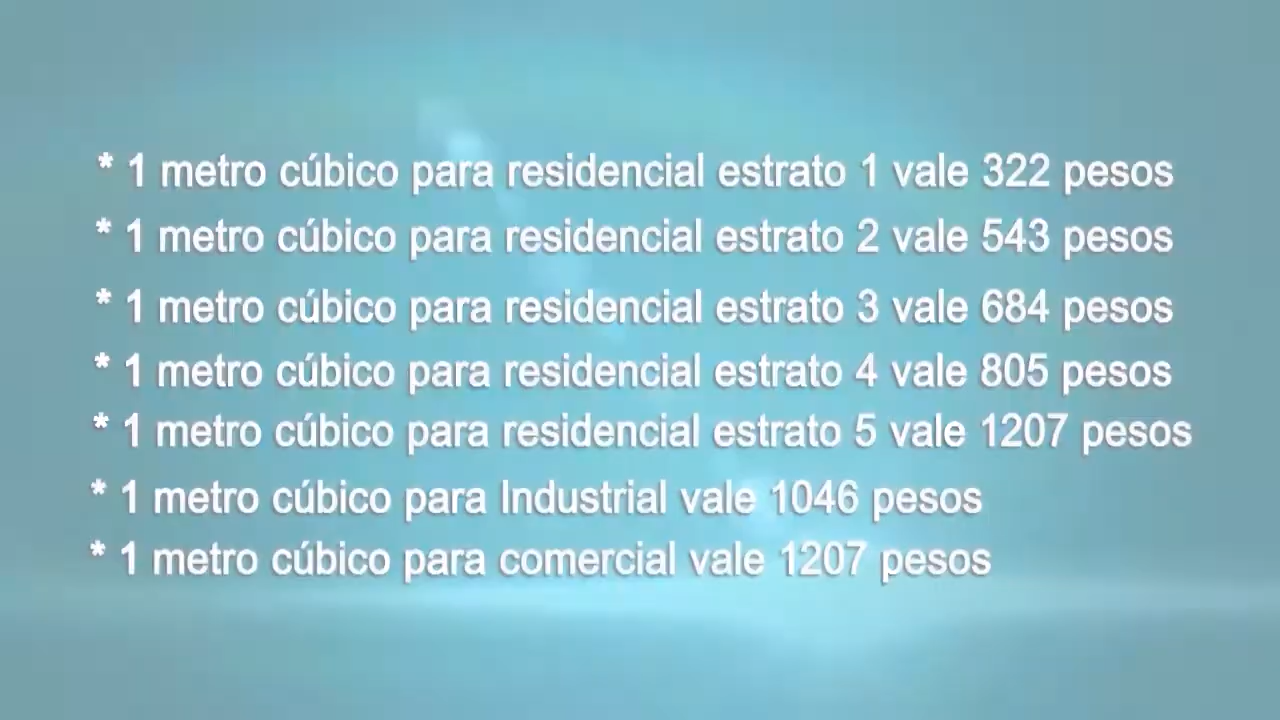 * 1 metro cúbico para residencial estrato 1 vale 322 pesos
* 1 metro cúbico para residencial estrato 2 vale 543 pesos
* 1 metro cúbico para residencial estrato 3 vale 684 pesos
* 1 metro cúbico para residencial estrato 4 vale 805 pesos
* 1 metro cúbico para residencial estrato 5 vale 1207 pesos
* 1 metro cúbico para Industrial vale 1046 pesos
* 1 metro cúbico para comercial vale 1207 pesos